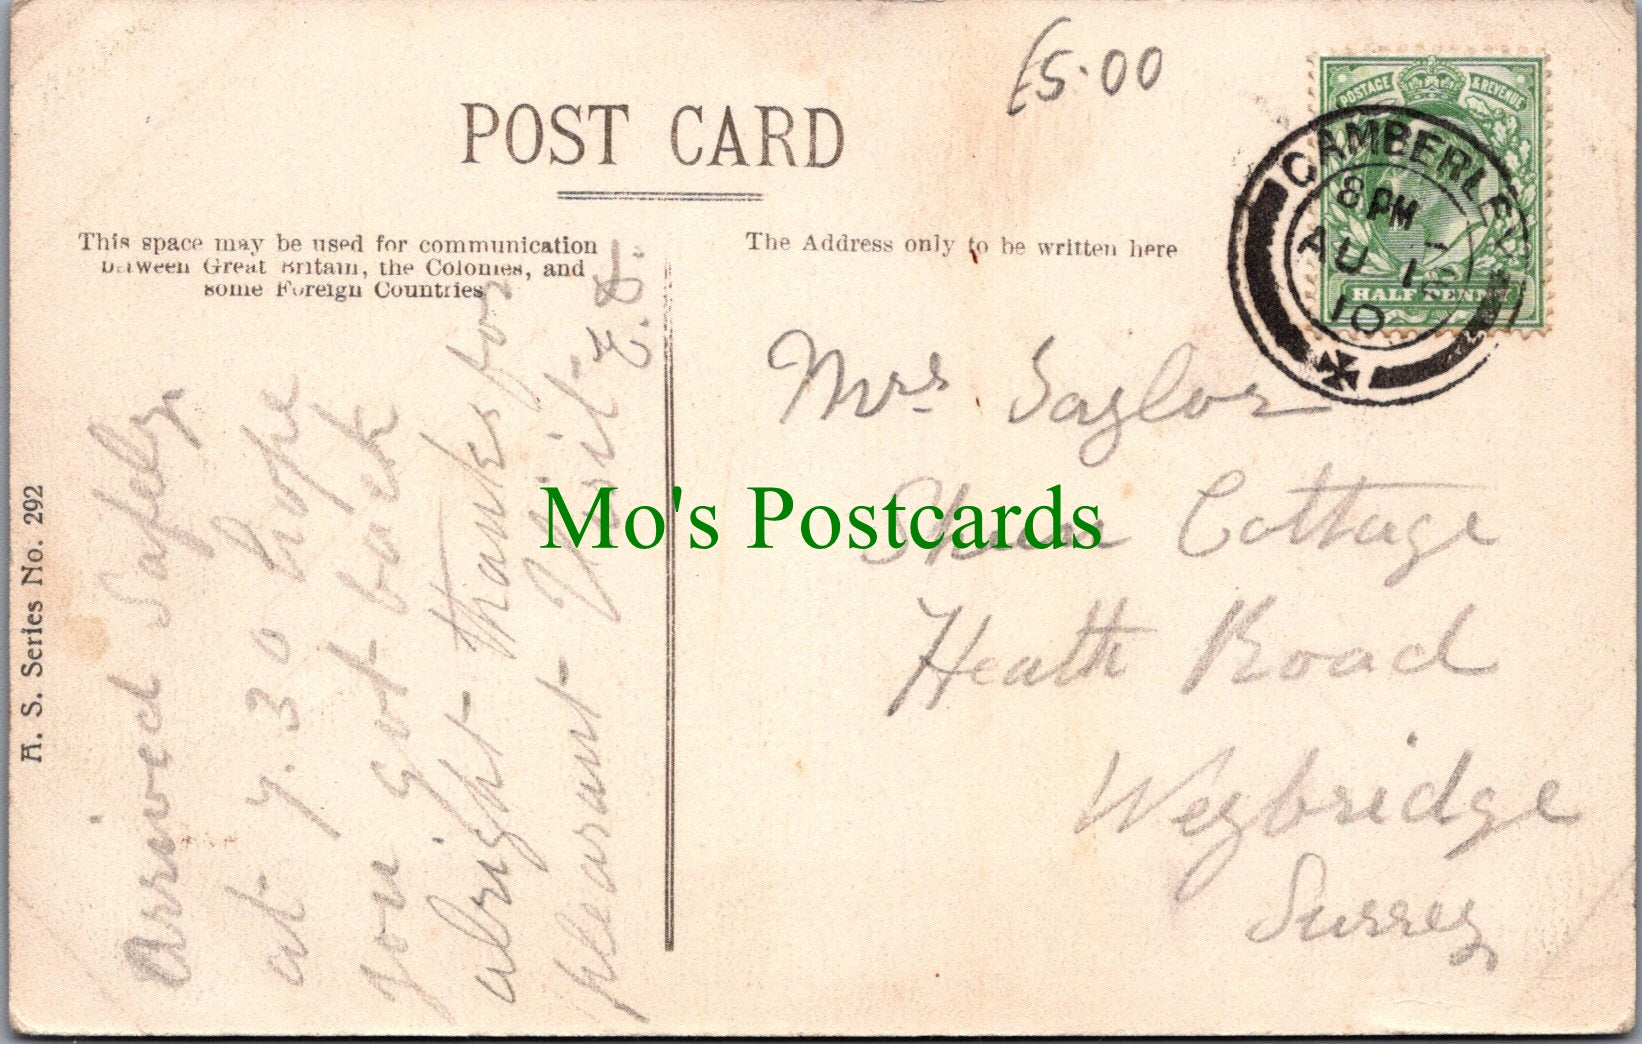 £5.00
POST CARD
POSTAGE & REVENUE
HALF PENNY
CAMBERLEY
8 PM
AU 16
10
This space may be used for communication
between Great Britain, the Colonies, and
some Foreign Countries
The Address only to be written here
Arrived Safely
at 7.30 hope
you got back
alright thanks for
pleasant Visit
Mrs Saylor
Cottage
Heath Road
Weybridge
Surrey
Mo's Postcards
A. S. Series No. 292